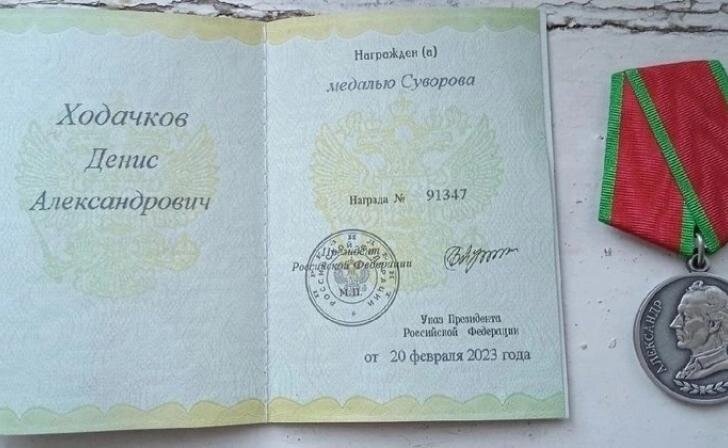 Ходачков
Денис
Александрович
Награжден (а)
медалью Суворова
Награда № 91347
Президент
Российской Федерации
М.П.
Указ Президента
Российской Федерации
от 20 февраля 2023 года
АЛЕКСАНДР